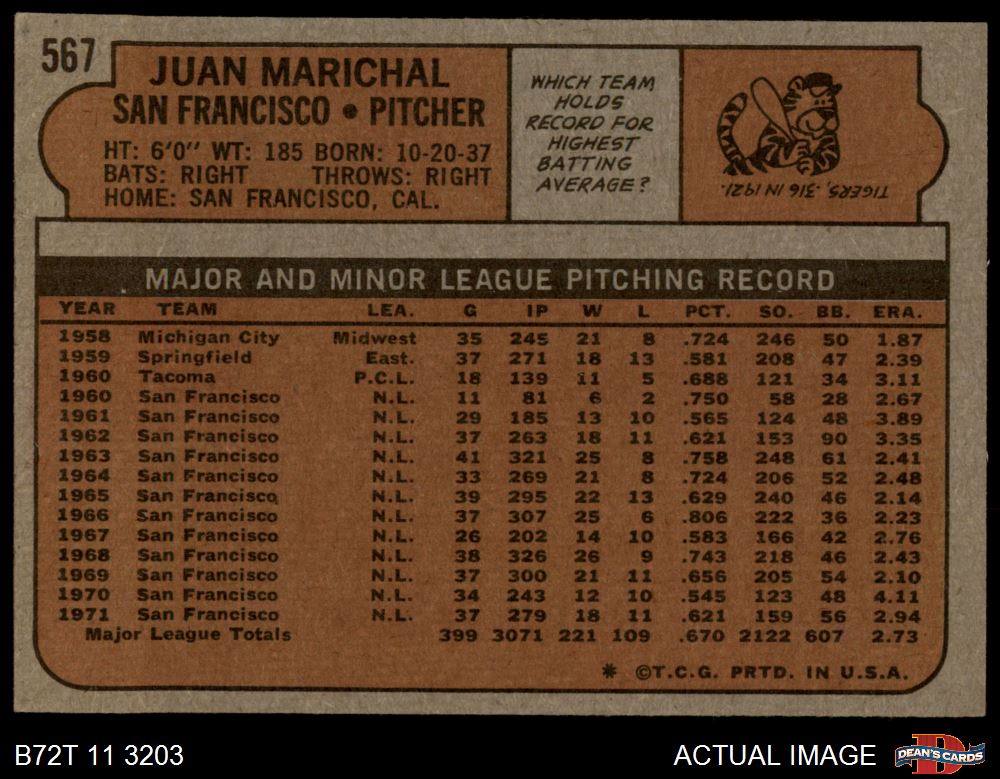 567
JUAN MARICHAL
SAN FRANCISCO • PITCHER
HT: 6'0" WT: 185 BORN: 10-20-37
BATS: RIGHT THROWS: RIGHT
HOME: SAN FRANCISCO, CAL.
WHICH TEAM
HOLDS
RECORD FOR
HIGHEST
BATTING
AVERAGE?
TIGERS, .316 IN 1921.
MAJOR AND MINOR LEAGUE PITCHING RECORD
YEAR TEAM LEA. G IP W L PCT. SO. BB. ERA.
1958 Michigan City Midwest 35 245 21 8 .724 246 50 1.87
1959 Springfield East. 37 271 18 13 .581 208 47 2.39
1960 Tacoma P.C.L. 18 139 11 5 .688 121 34 3.11
1960 San Francisco N.L. 11 81 6 2 .750 58 28 2.67
1961 San Francisco N.L. 29 185 13 10 .565 124 48 3.89
1962 San Francisco N.L. 37 263 18 11 .621 153 90 3.35
1963 San Francisco N.L. 41 321 25 8 .758 248 61 2.41
1964 San Francisco N.L. 33 269 21 8 .724 206 52 2.48
1965 San Francisco N.L. 39 295 22 13 .629 240 46 2.14
1966 San Francisco N.L. 37 307 25 6 .806 222 36 2.23
1967 San Francisco N.L. 26 202 14 10 .583 166 42 2.76
1968 San Francisco N.L. 38 326 26 9 .743 218 46 2.43
1969 San Francisco N.L. 37 300 21 11 .656 205 54 2.10
1970 San Francisco N.L. 34 243 12 10 .545 123 48 4.11
1971 San Francisco N.L. 37 279 18 11 .621 159 56 2.94
Major League Totals 399 3071 221 109 .670 2122 607 2.73
* ©T.C.G. PRTD. IN U.S.A.
B72T 11 3203
ACTUAL IMAGE
DEAN'S CARDS